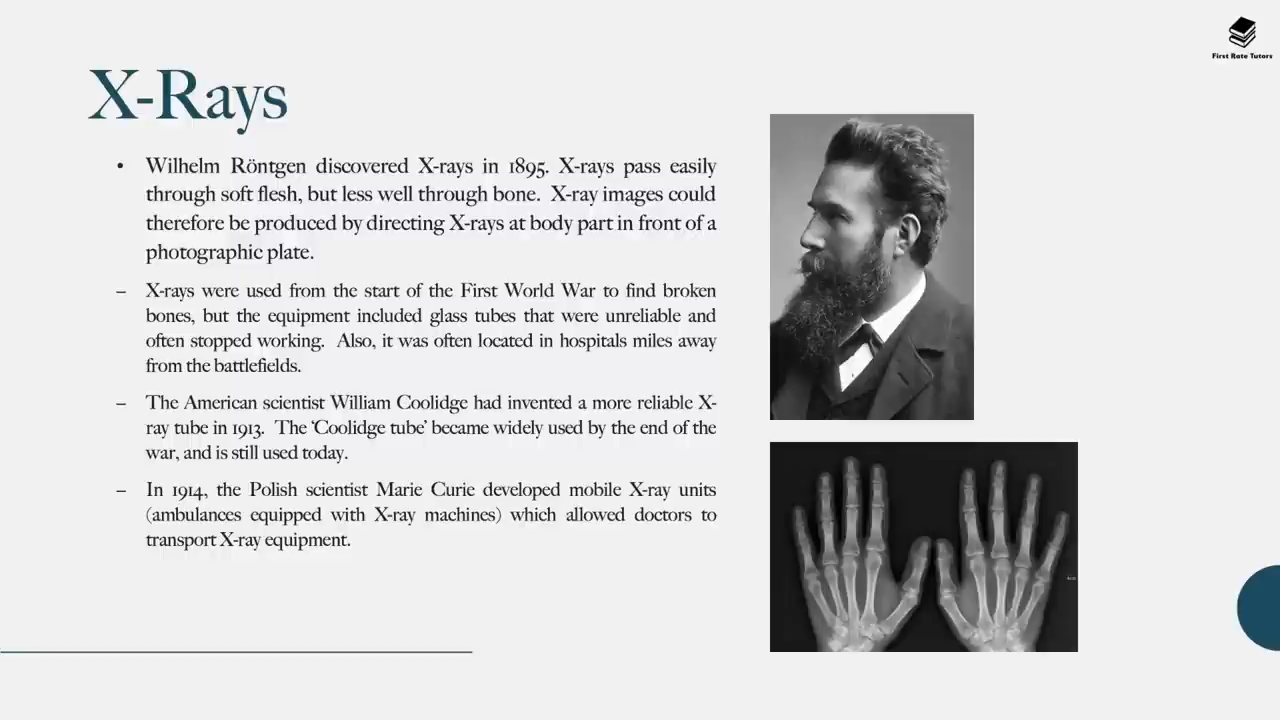 First Rate Tutors
X-Rays
• Wilhelm Röntgen discovered X-rays in 1895. X-rays pass easily
through soft flesh, but less well through bone. X-ray images could
therefore be produced by directing X-rays at body part in front of a
photographic plate.
– X-rays were used from the start of the First World War to find broken
bones, but the equipment included glass tubes that were unreliable and
often stopped working. Also, it was often located in hospitals miles away
from the battlefields.
– The American scientist William Coolidge had invented a more reliable X-
ray tube in 1913. The ‘Coolidge tube’ became widely used by the end of the
war, and is still used today.
– In 1914, the Polish scientist Marie Curie developed mobile X-ray units
(ambulances equipped with X-ray machines) which allowed doctors to
transport X-ray equipment.